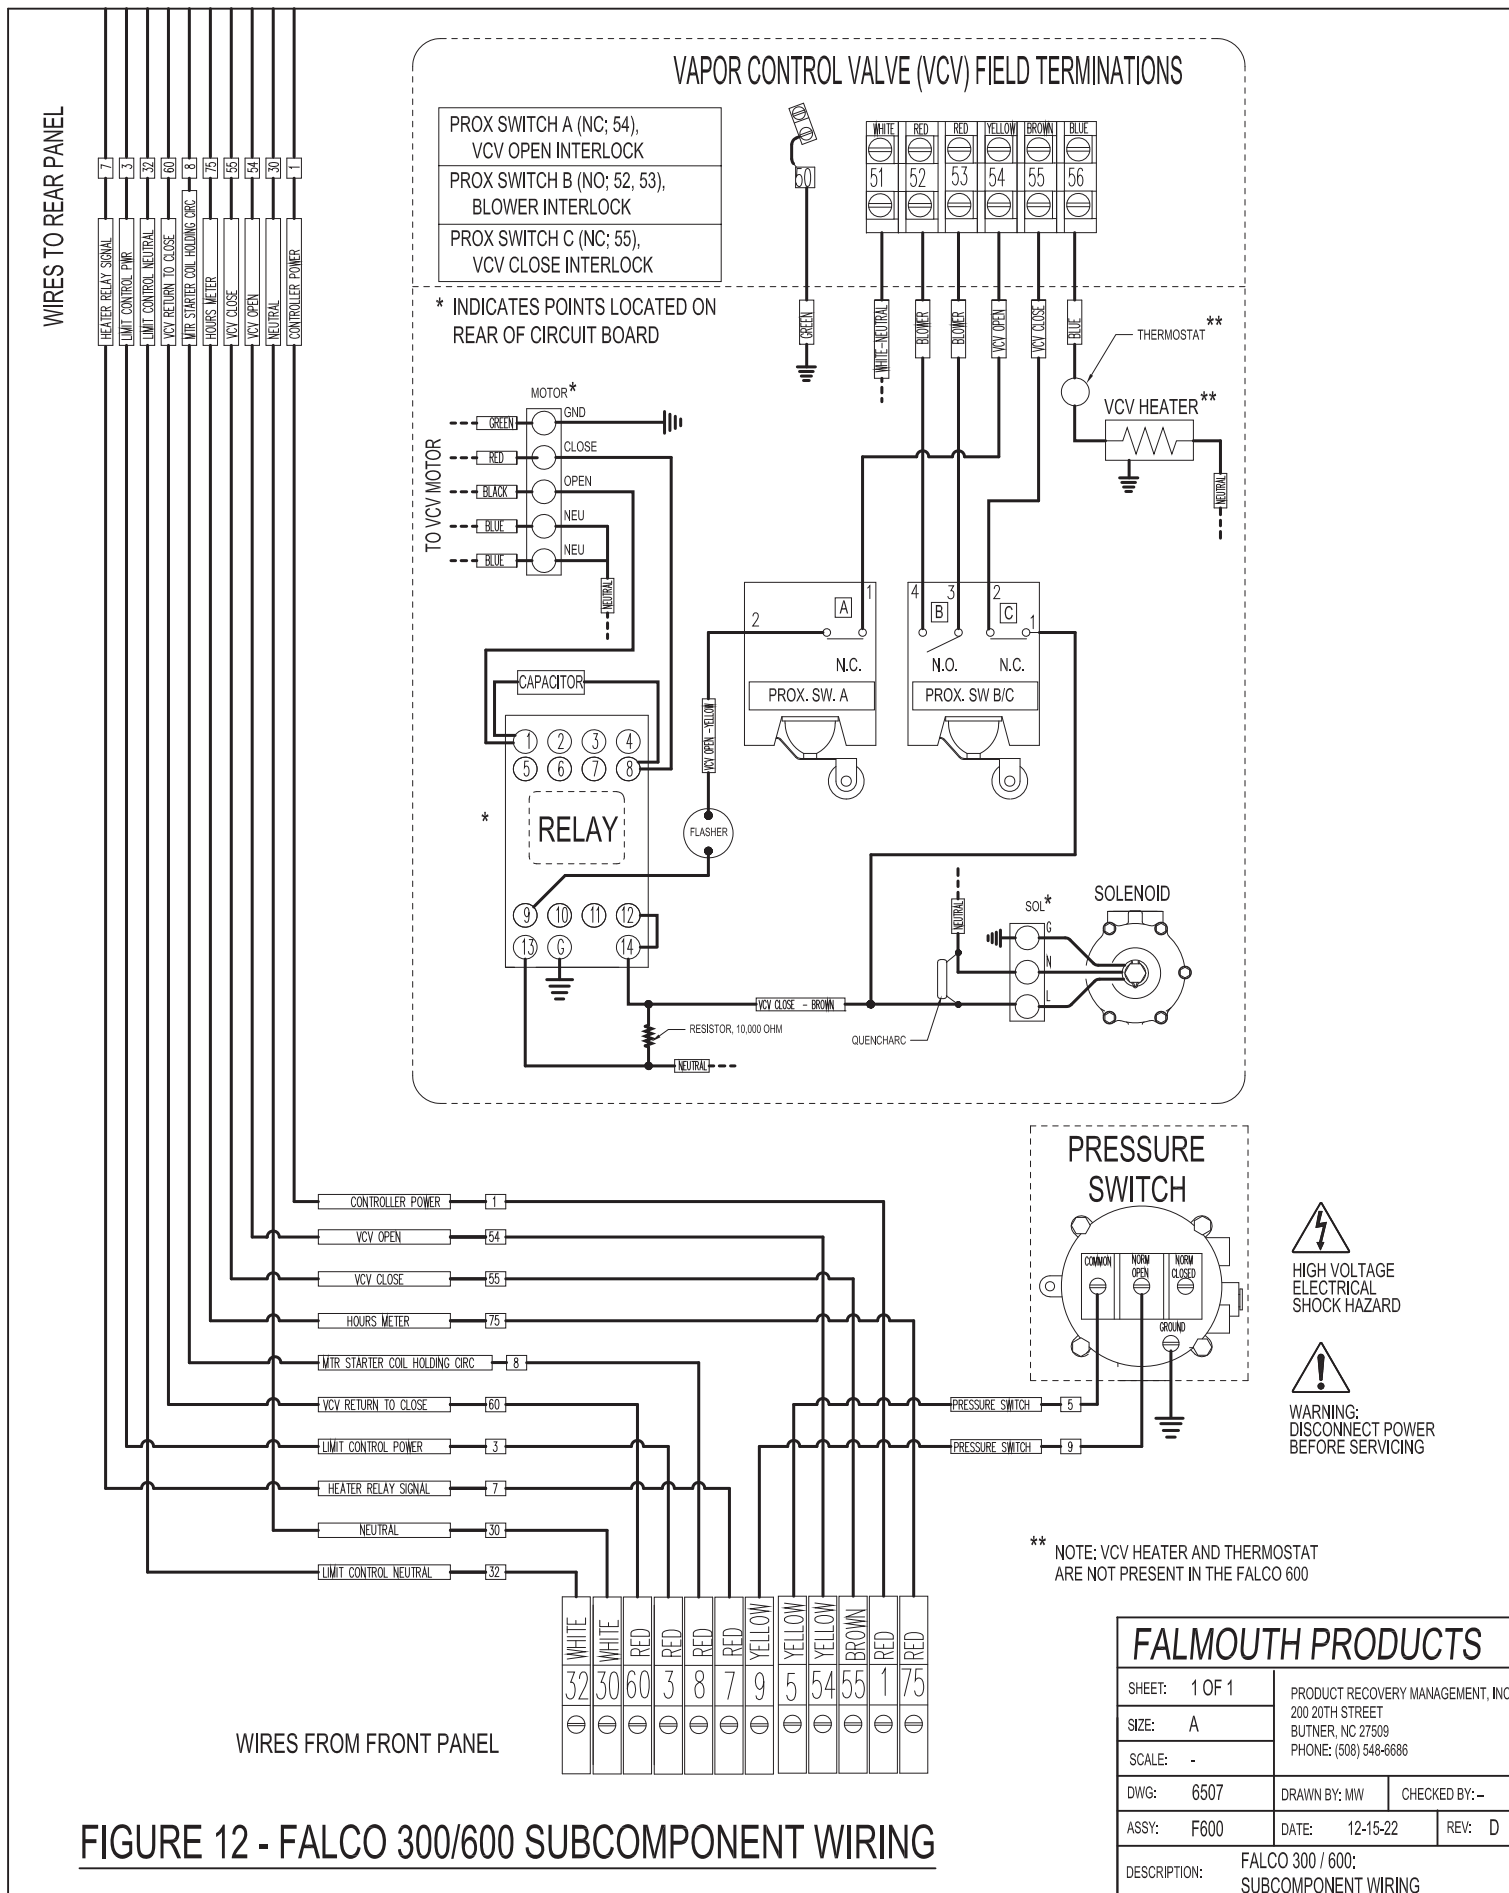 VAPOR CONTROL VALVE (VCV) FIELD TERMINATIONS
WIRES TO REAR PANEL
7
3
32
60
8
75
55
54
30
1
HEATER RELAY SIGNAL
LIMIT CONTROL PWR
LIMIT CONTROL NEUTRAL
VCV RETURN TO CLOSE
MTR STARTER COIL HOLDING CIRC
HOURS METER
VCV CLOSE
VCV OPEN
NEUTRAL
CONTROLLER POWER
PROX SWITCH A (NC; 54),
VCV OPEN INTERLOCK
PROX SWITCH B (NO; 52, 53),
BLOWER INTERLOCK
PROX SWITCH C (NC; 55),
VCV CLOSE INTERLOCK
50
WHITE RED RED YELLOW BROWN BLUE
51 52 53 54 55 56
* INDICATES POINTS LOCATED ON
REAR OF CIRCUIT BOARD
GREEN
WHITE-NEUTRAL
BLOWER
BLOWER
VCV OPEN
VCV CLOSE
BLUE
THERMOSTAT**
VCV HEATER**
NEUTRAL
MOTOR*
TO VCV MOTOR
GREEN GND
RED CLOSE
BLACK OPEN
BLUE NEU
BLUE NEU
NEUTRAL
CAPACITOR
2 A 1
N.C.
PROX. SW. A
4 B 3 2 C 1
N.O. N.C.
PROX. SW B/C
VCV OPEN -YELLOW
1 2 3 4
5 6 7 8
* RELAY
FLASHER
9 10 11 12
13 G 14
NEUTRAL
SOL*
G
N
L
SOLENOID
VCV CLOSE - BROWN
RESISTOR, 10,000 OHM
QUENCHARC
NEUTRAL
PRESSURE
SWITCH
COMMON
NORM
OPEN
NORM
CLOSED
GROUND
HIGH VOLTAGE
ELECTRICAL
SHOCK HAZARD
WARNING:
DISCONNECT POWER
BEFORE SERVICING
CONTROLLER POWER 1
VCV OPEN 54
VCV CLOSE 55
HOURS METER 75
MTR STARTER COIL HOLDING CIRC 8
VCV RETURN TO CLOSE 60
PRESSURE SWITCH 5
LIMIT CONTROL POWER 3
PRESSURE SWITCH 9
HEATER RELAY SIGNAL 7
NEUTRAL 30
LIMIT CONTROL NEUTRAL 32
** NOTE: VCV HEATER AND THERMOSTAT
ARE NOT PRESENT IN THE FALCO 600
WHITE WHITE RED RED RED RED YELLOW YELLOW YELLOW BROWN RED RED
32 30 60 3 8 7 9 5 54 55 1 75
WIRES FROM FRONT PANEL
FIGURE 12 - FALCO 300/600 SUBCOMPONENT WIRING
FALMOUTH PRODUCTS
SHEET: 1 OF 1
SIZE: A
SCALE: -
PRODUCT RECOVERY MANAGEMENT, INC
200 20TH STREET
BUTNER, NC 27509
PHONE: (508) 548-6686
DWG: 6507
DRAWN BY: MW
CHECKED BY: –
ASSY: F600
DATE: 12-15-22
REV: D
DESCRIPTION: FALCO 300 / 600:
SUBCOMPONENT WIRING